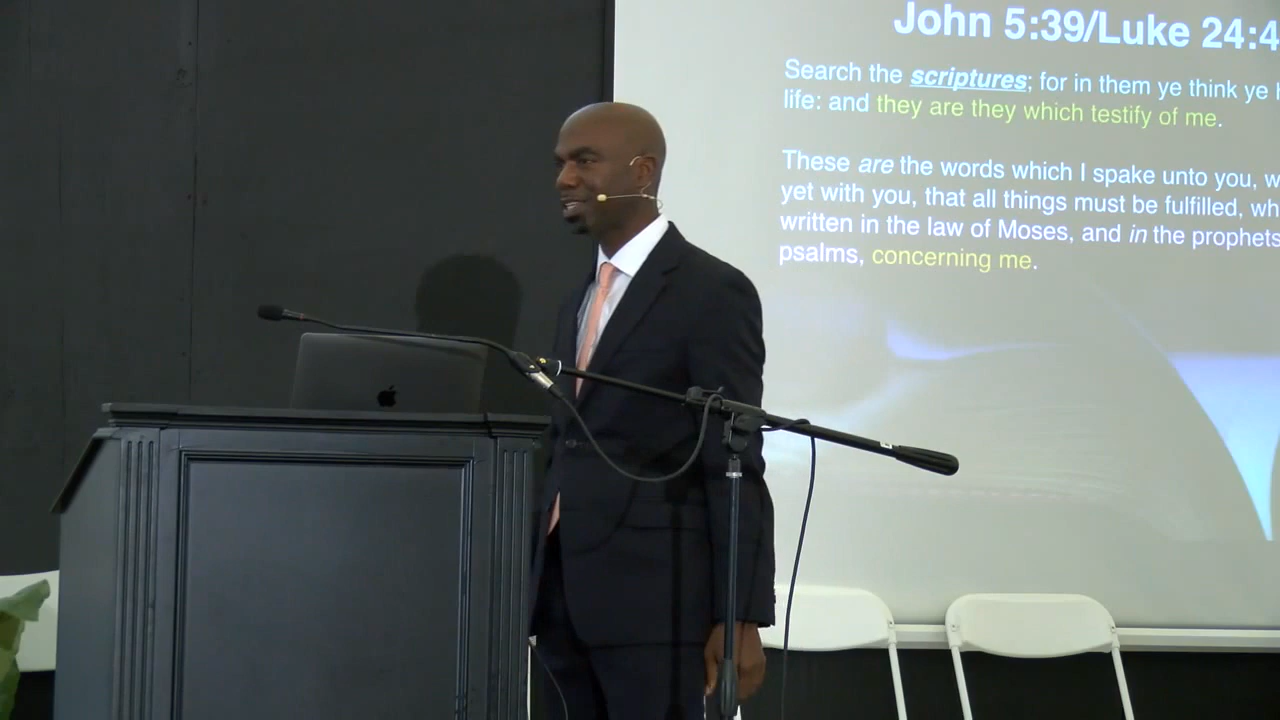 John 5:39/Luke 24:4
Search the scriptures; for in them ye think ye
life: and they are they which testify of me.
These are the words which I spake unto you, w
yet with you, that all things must be fulfilled, wh
written in the law of Moses, and in the prophets
psalms, concerning me.